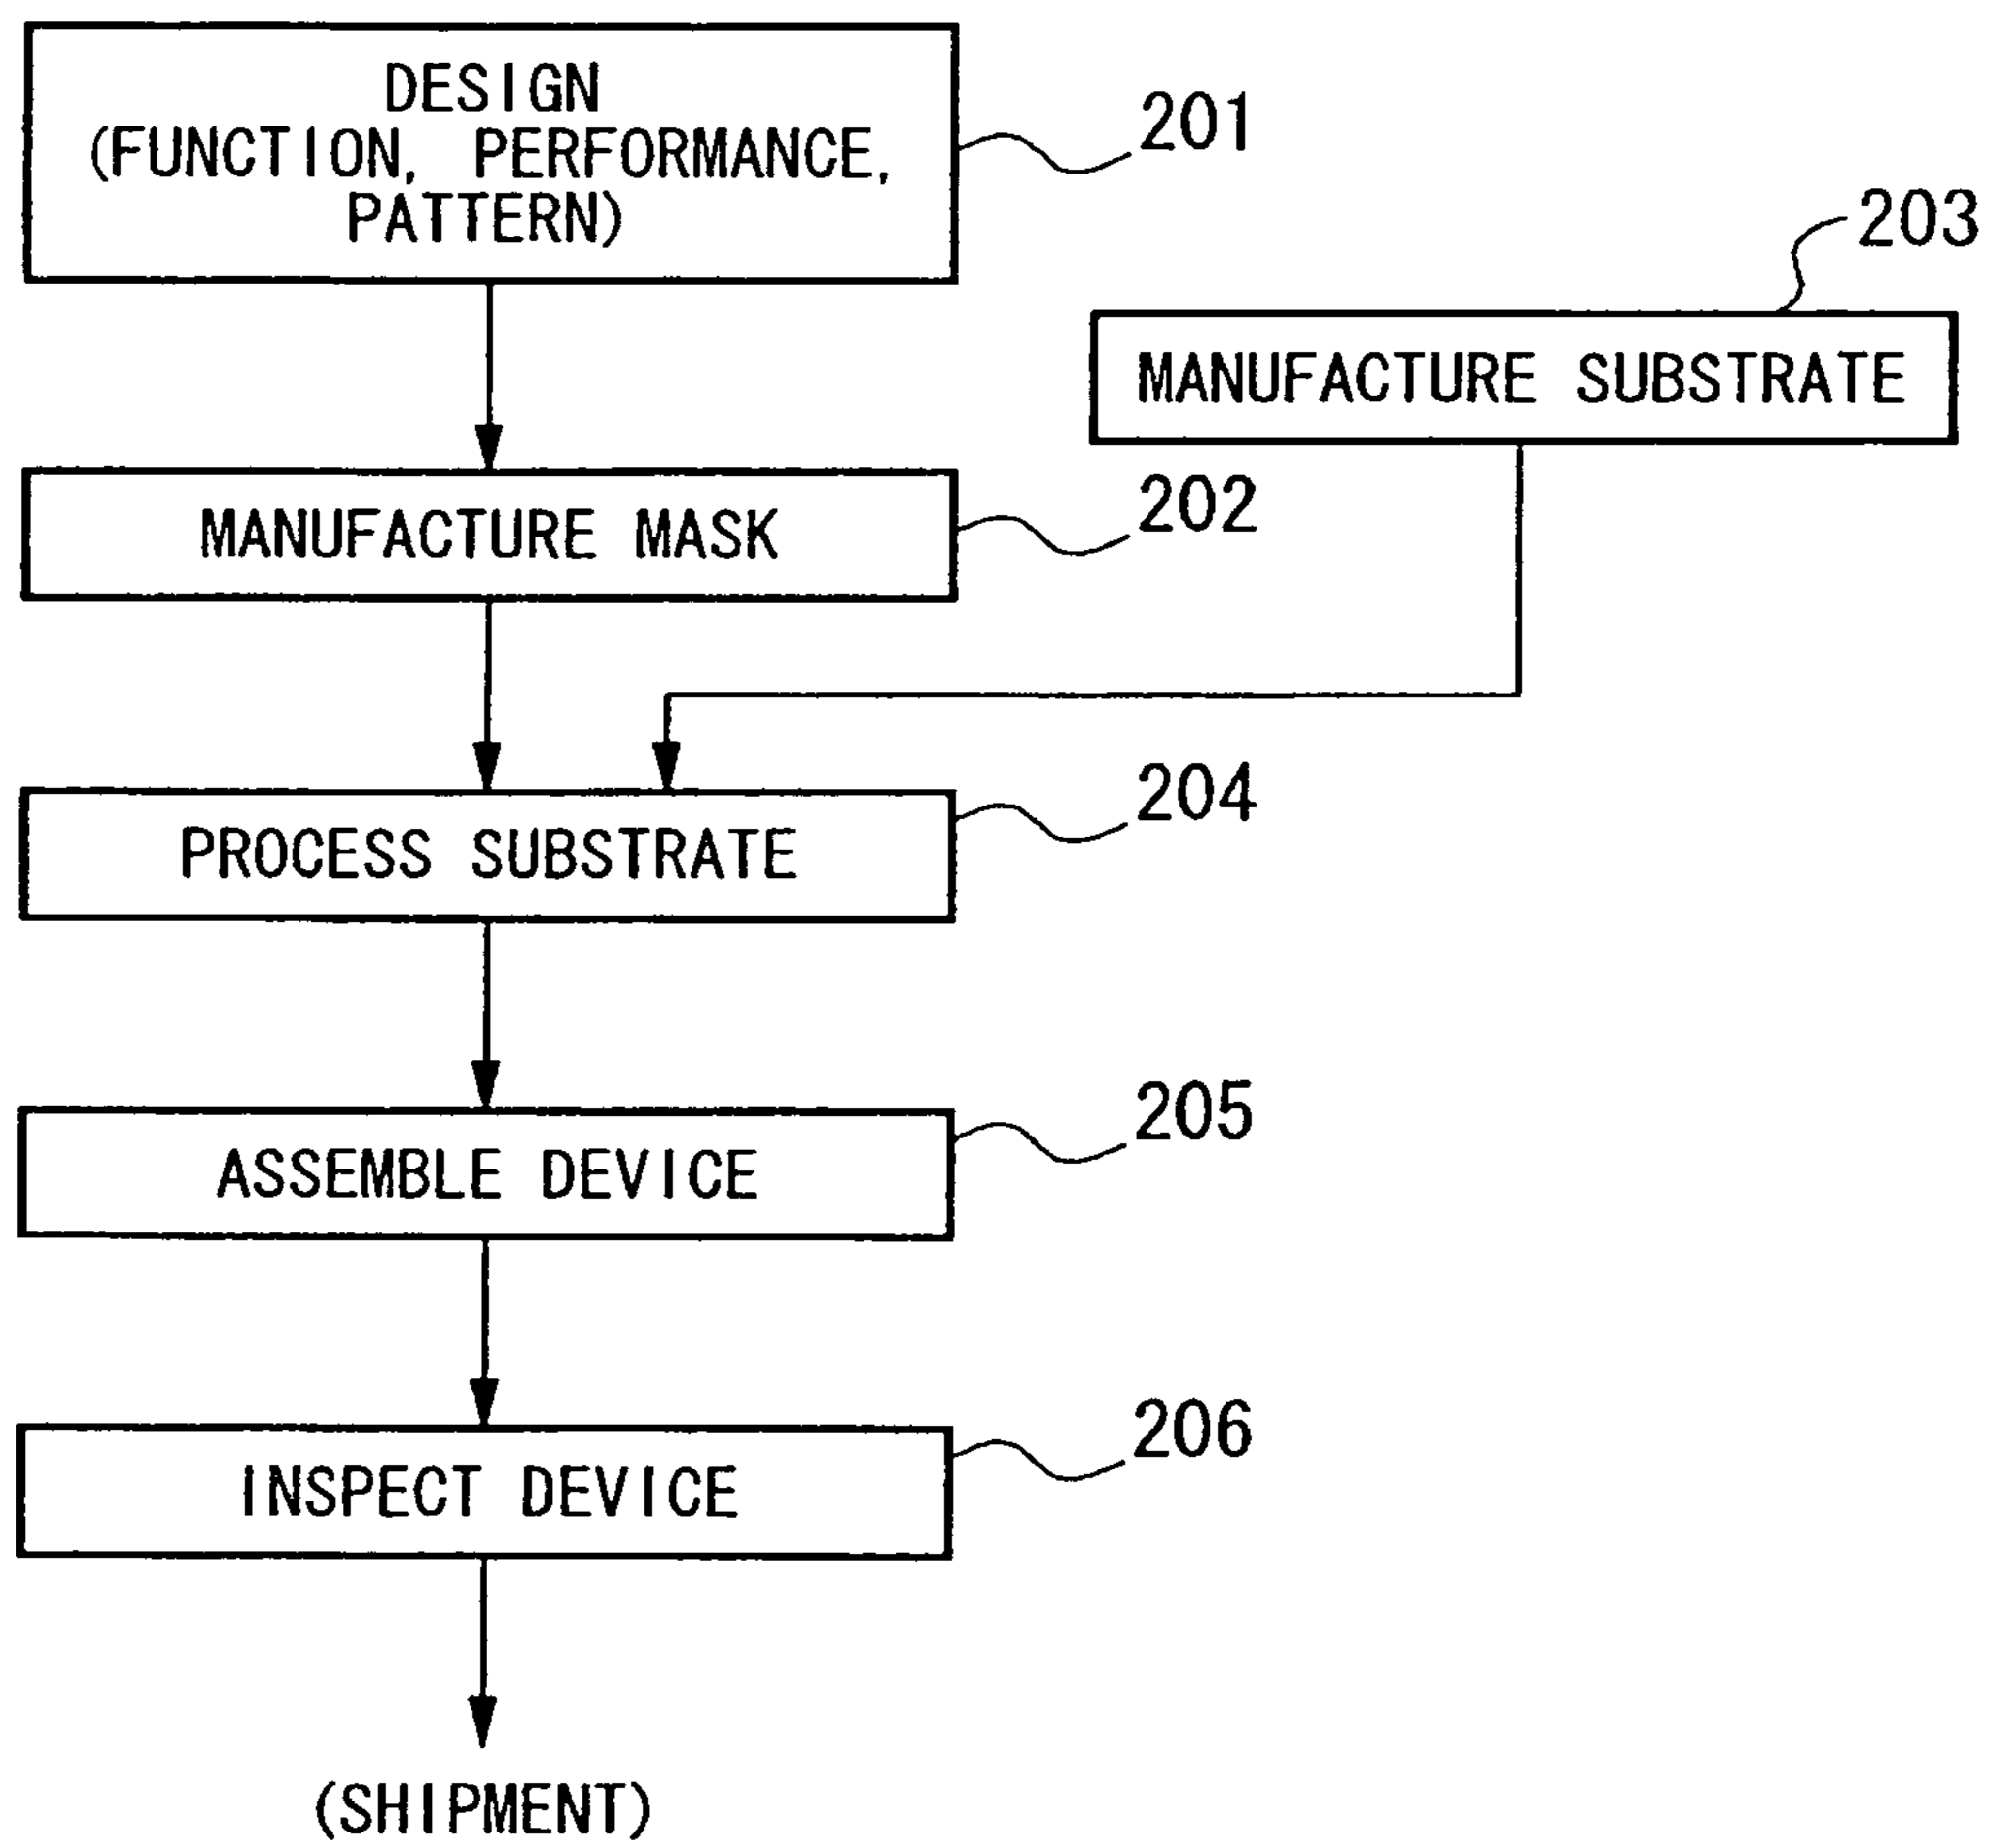 DESIGN
(FUNCTION, PERFORMANCE,
PATTERN)
201
203
MANUFACTURE SUBSTRATE
MANUFACTURE MASK
202
PROCESS SUBSTRATE
204
ASSEMBLE DEVICE
205
INSPECT DEVICE
206
(SHIPMENT)